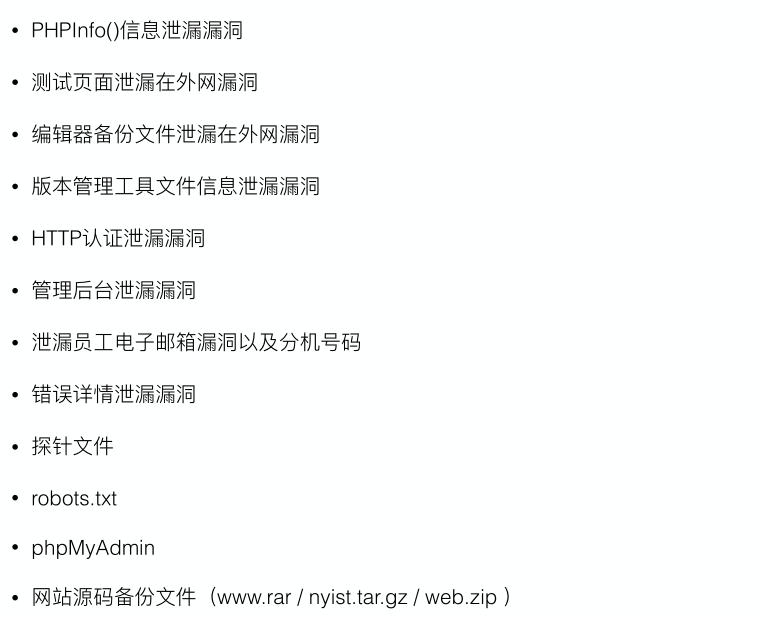 • PHPInfo()信息泄漏漏洞
• 测试页面泄漏在外网漏洞
• 编辑器备份文件泄漏在外网漏洞
• 版本管理工具文件信息泄漏漏洞
• HTTP认证泄漏漏洞
• 管理后台泄漏漏洞
• 泄漏员工电子邮箱漏洞以及分机号码
• 错误详情泄漏漏洞
• 探针文件
• robots.txt
• phpMyAdmin
• 网站源码备份文件（www.rar / nyist.tar.gz / web.zip ）